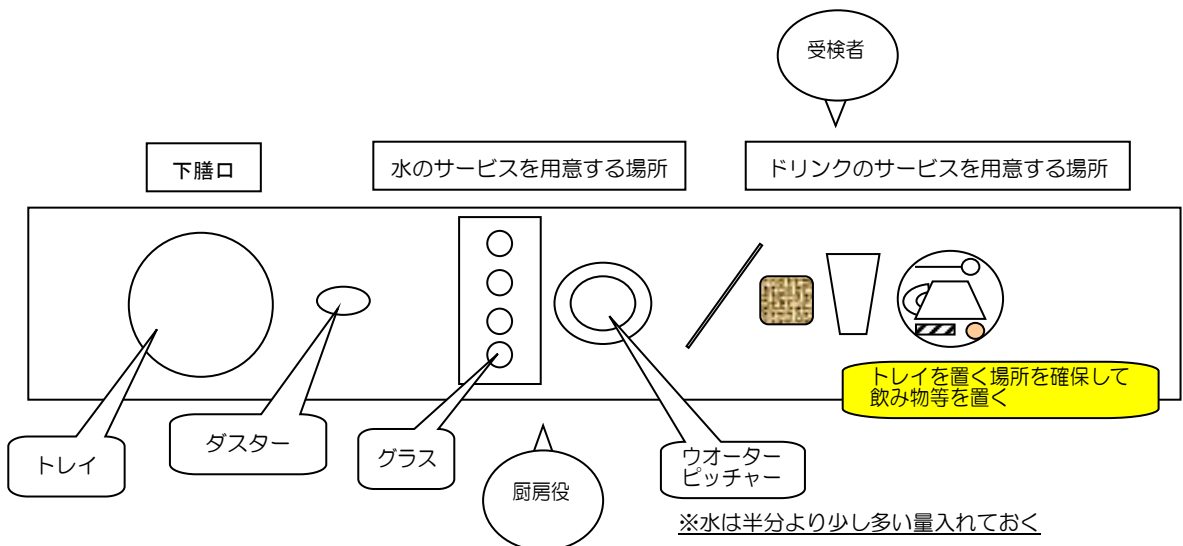 受検者
下膳口
水のサービスを用意する場所
ドリンクのサービスを用意する場所
トレイを置く場所を確保して
飲み物等を置く
トレイ
ダスター
グラス
厨房役
ウオーター
ピッチャー
※水は半分より少し多い量入れておく